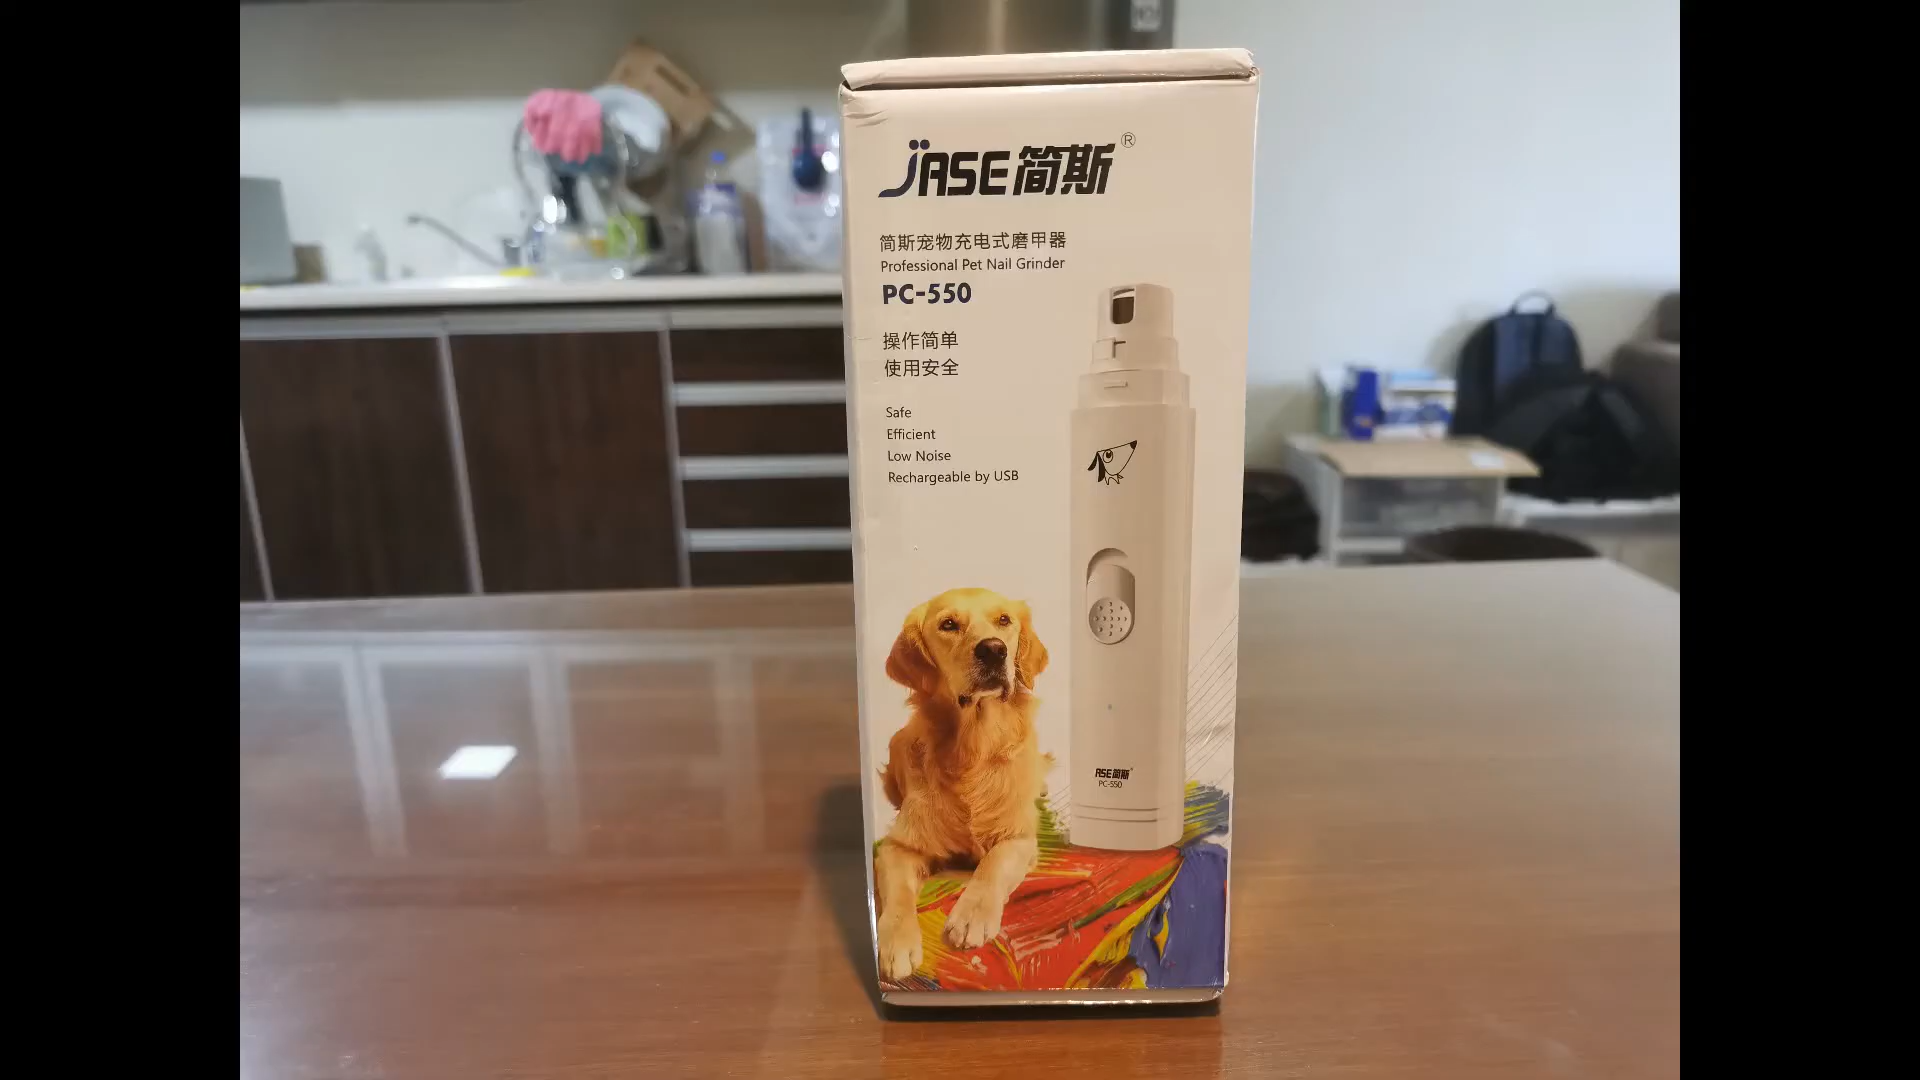 JASE简斯®
简斯宠物充电式磨甲器
Professional Pet Nail Grinder
PC-550
操作简单
使用安全
Safe
Efficient
Low Noise
Rechargeable by USB
ASE简斯
PC-550